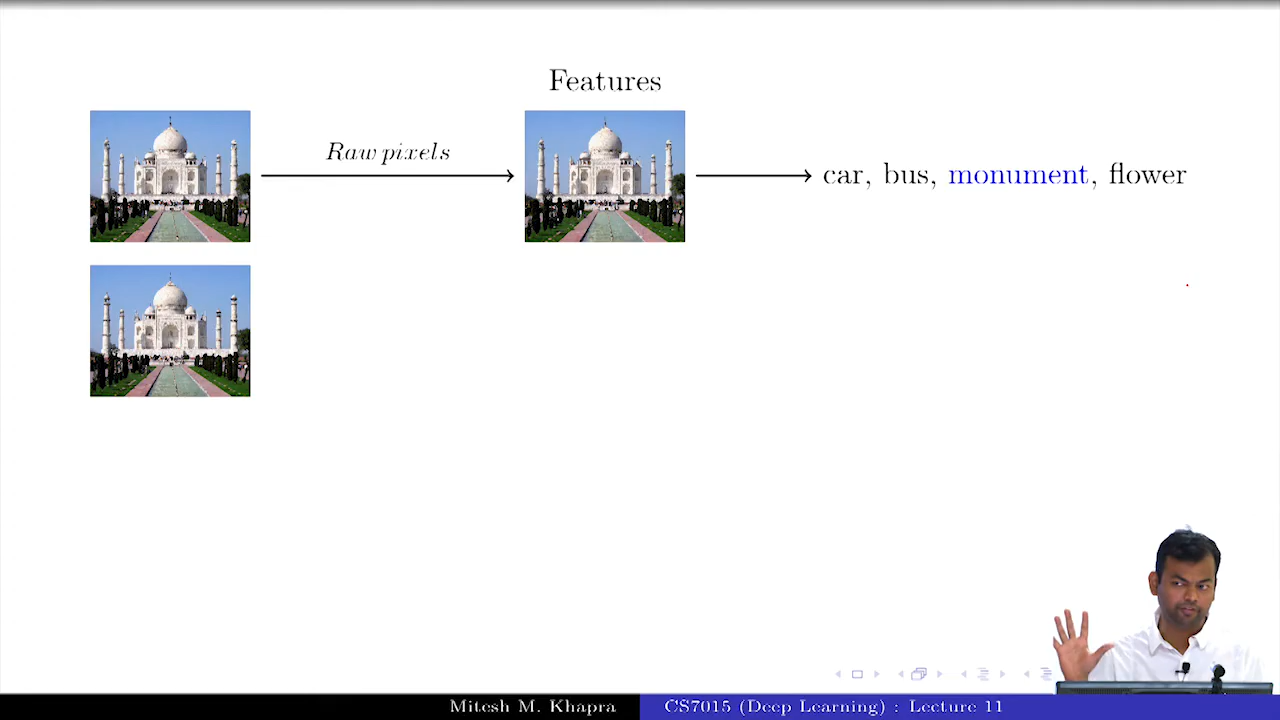 Features
Raw pixels
car, bus, monument, flower
Mitesh M. Khapra
CS7015 (Deep Learning) : Lecture 11